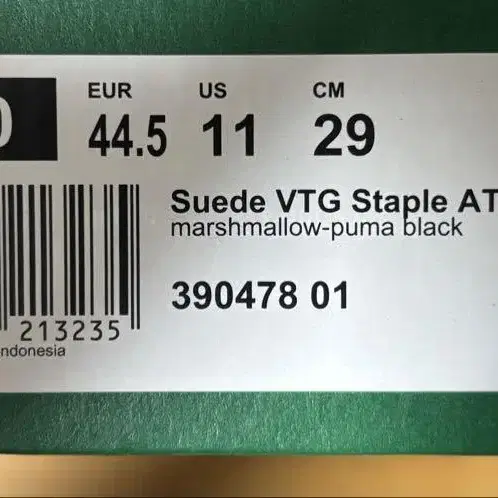 EUR US CM
44.5 11 29
Suede VTG Staple AT
marshmallow-puma black
390478 01
213235
ndonesia